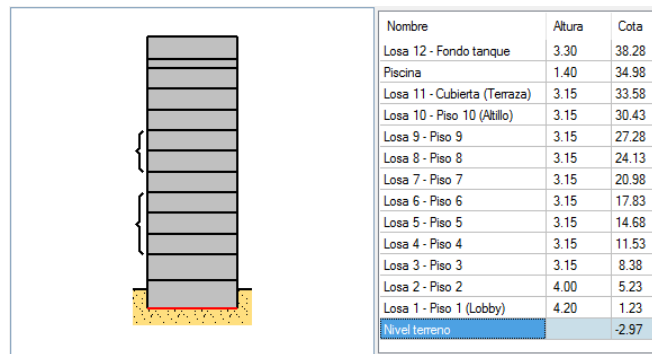 Nombre Altura Cota
Losa 12 - Fondo tanque 3.30 38.28
Piscina 1.40 34.98
Losa 11 - Cubierta (Terraza) 3.15 33.58
Losa 10 - Piso 10 (Altillo) 3.15 30.43
Losa 9 - Piso 9 3.15 27.28
Losa 8 - Piso 8 3.15 24.13
Losa 7 - Piso 7 3.15 20.98
Losa 6 - Piso 6 3.15 17.83
Losa 5 - Piso 5 3.15 14.68
Losa 4 - Piso 4 3.15 11.53
Losa 3 - Piso 3 3.15 8.38
Losa 2 - Piso 2 4.00 5.23
Losa 1 - Piso 1 (Lobby) 4.20 1.23
Nivel terreno -2.97